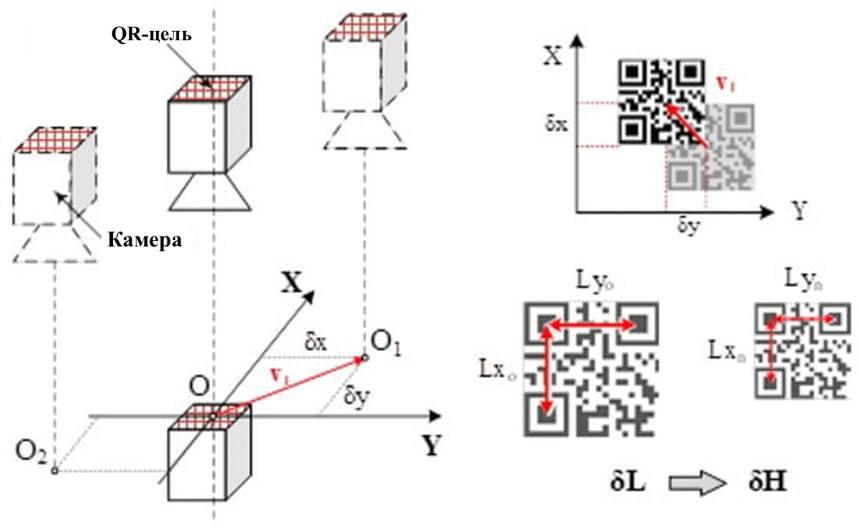 QR-цель
Камера
X
δx
O₁
O
v₁
δy
Y
O₂
X
v₁
δx
Y
δy
Lyₒ
Lxₒ
Lyₙ
Lxₙ
δL
δH